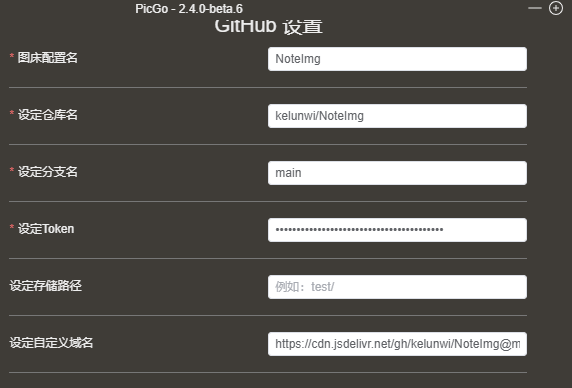 PicGo - 2.4.0-beta.6
GitHub 设置
* 图床配置名
NoteImg
* 设定仓库名
kelunwi/NoteImg
* 设定分支名
main
* 设定Token
••••••••••••••••••••••••••••••••••••••••
设定存储路径
例如：test/
设定自定义域名
https://cdn.jsdelivr.net/gh/kelunwi/NoteImg@m